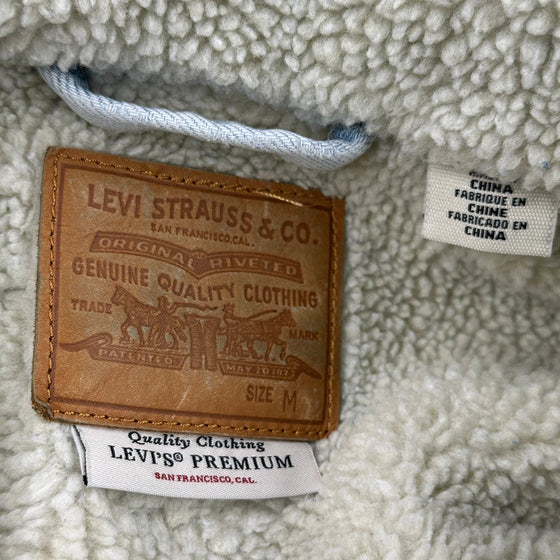 LEVI STRAUSS & CO.
SAN FRANCISCO, CAL.
ORIGINAL RIVETED
GENUINE QUALITY CLOTHING
TRADE MARK
PATENTED MAY 20 1873
SIZE M
Quality Clothing
LEVI'S® PREMIUM
SAN FRANCISCO, CAL.
CHINA
FABRIQUE EN
CHINE
FABRICADO EN
CHINA